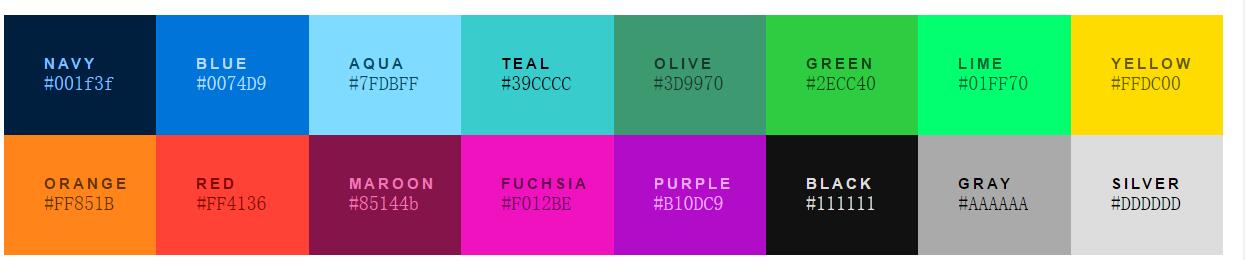 NAVY
#001f3f
BLUE
#0074D9
AQUA
#7FDBFF
TEAL
#39CCCC
OLIVE
#3D9970
GREEN
#2ECC40
LIME
#01FF70
YELLOW
#FFDC00
ORANGE
#FF851B
RED
#FF4136
MAROON
#85144b
FUCHSIA
#F012BE
PURPLE
#B10DC9
BLACK
#111111
GRAY
#AAAAAA
SILVER
#DDDDDD